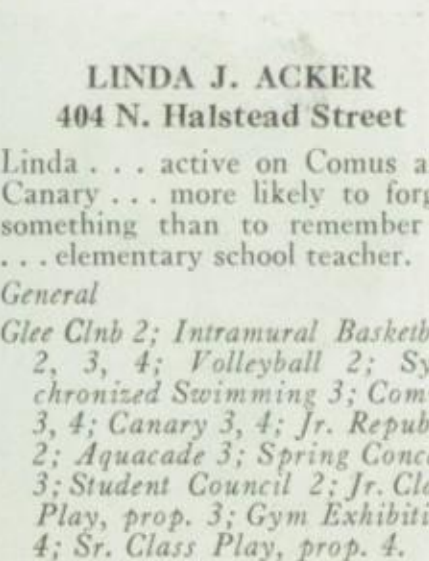 LINDA J. ACKER
404 N. Halstead Street
Linda . . . active on Comus a
Canary . . . more likely to forg
something than to remember
. . . elementary school teacher.
General
Glee Clnb 2; Intramural Basketb
2, 3, 4; Volleyball 2; Sy
chronized Swimming 3; Com
3, 4; Canary 3, 4; Jr. Repub
2; Aquacade 3; Spring Conce
3; Student Council 2; Jr. Cla
Play, prop. 3; Gym Exhibiti
4; Sr. Class Play, prop. 4.